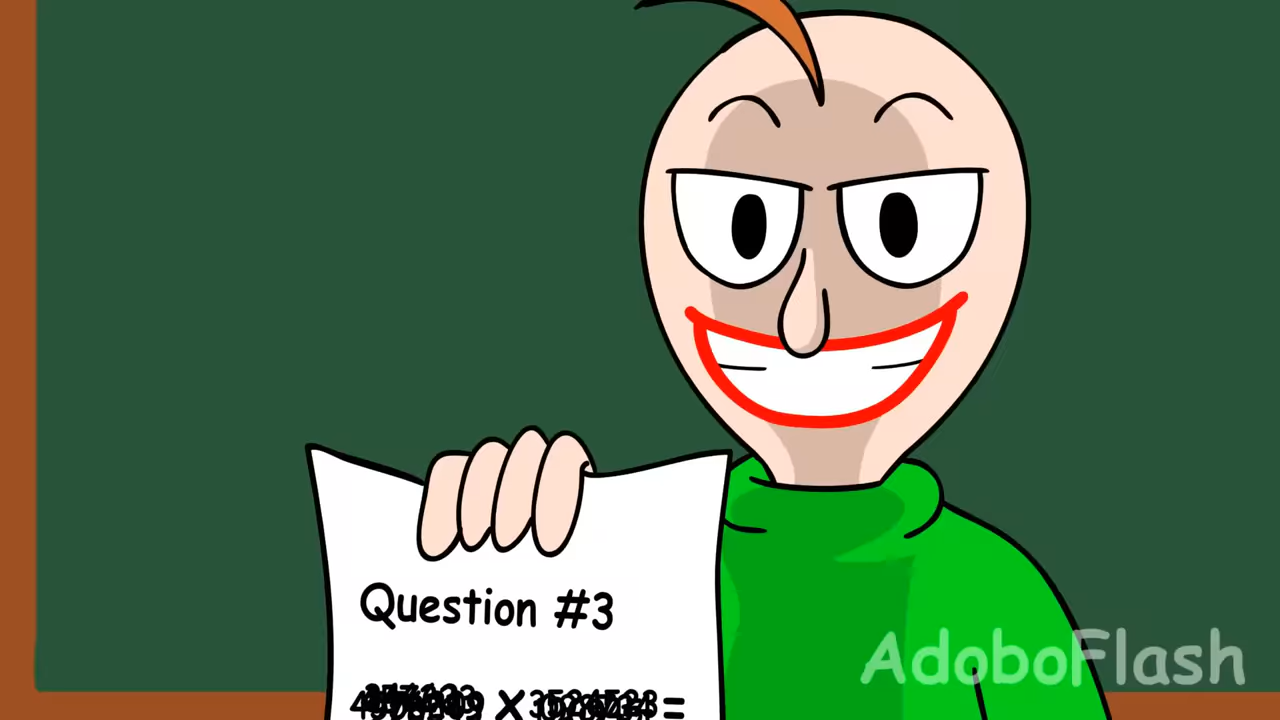 Question #3
X =
AdoboFlash